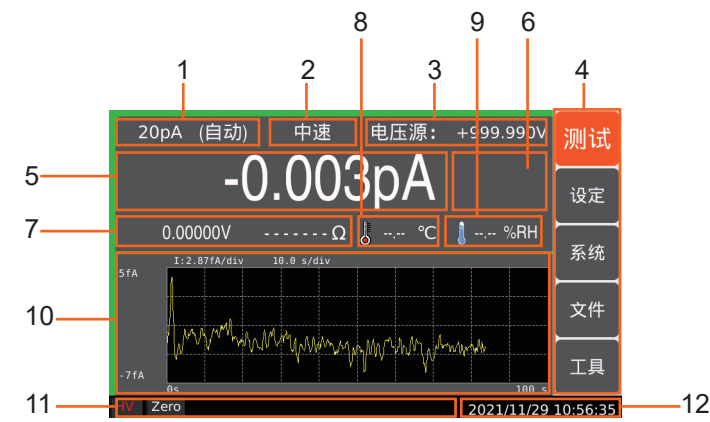 8 9 6
1 2 3 4
20pA (自动) 中速 电压源: +999.990V 测试
5 -0.003pA 设定
7 0.00000V -------Ω --.-- ℃ --.-- %RH 系统
I:2.87fA/div 10.0 s/div
5fA
10 文件
-7fA 工具
0s 100 s
11 HV Zero 2021/11/29 10:56:35 12